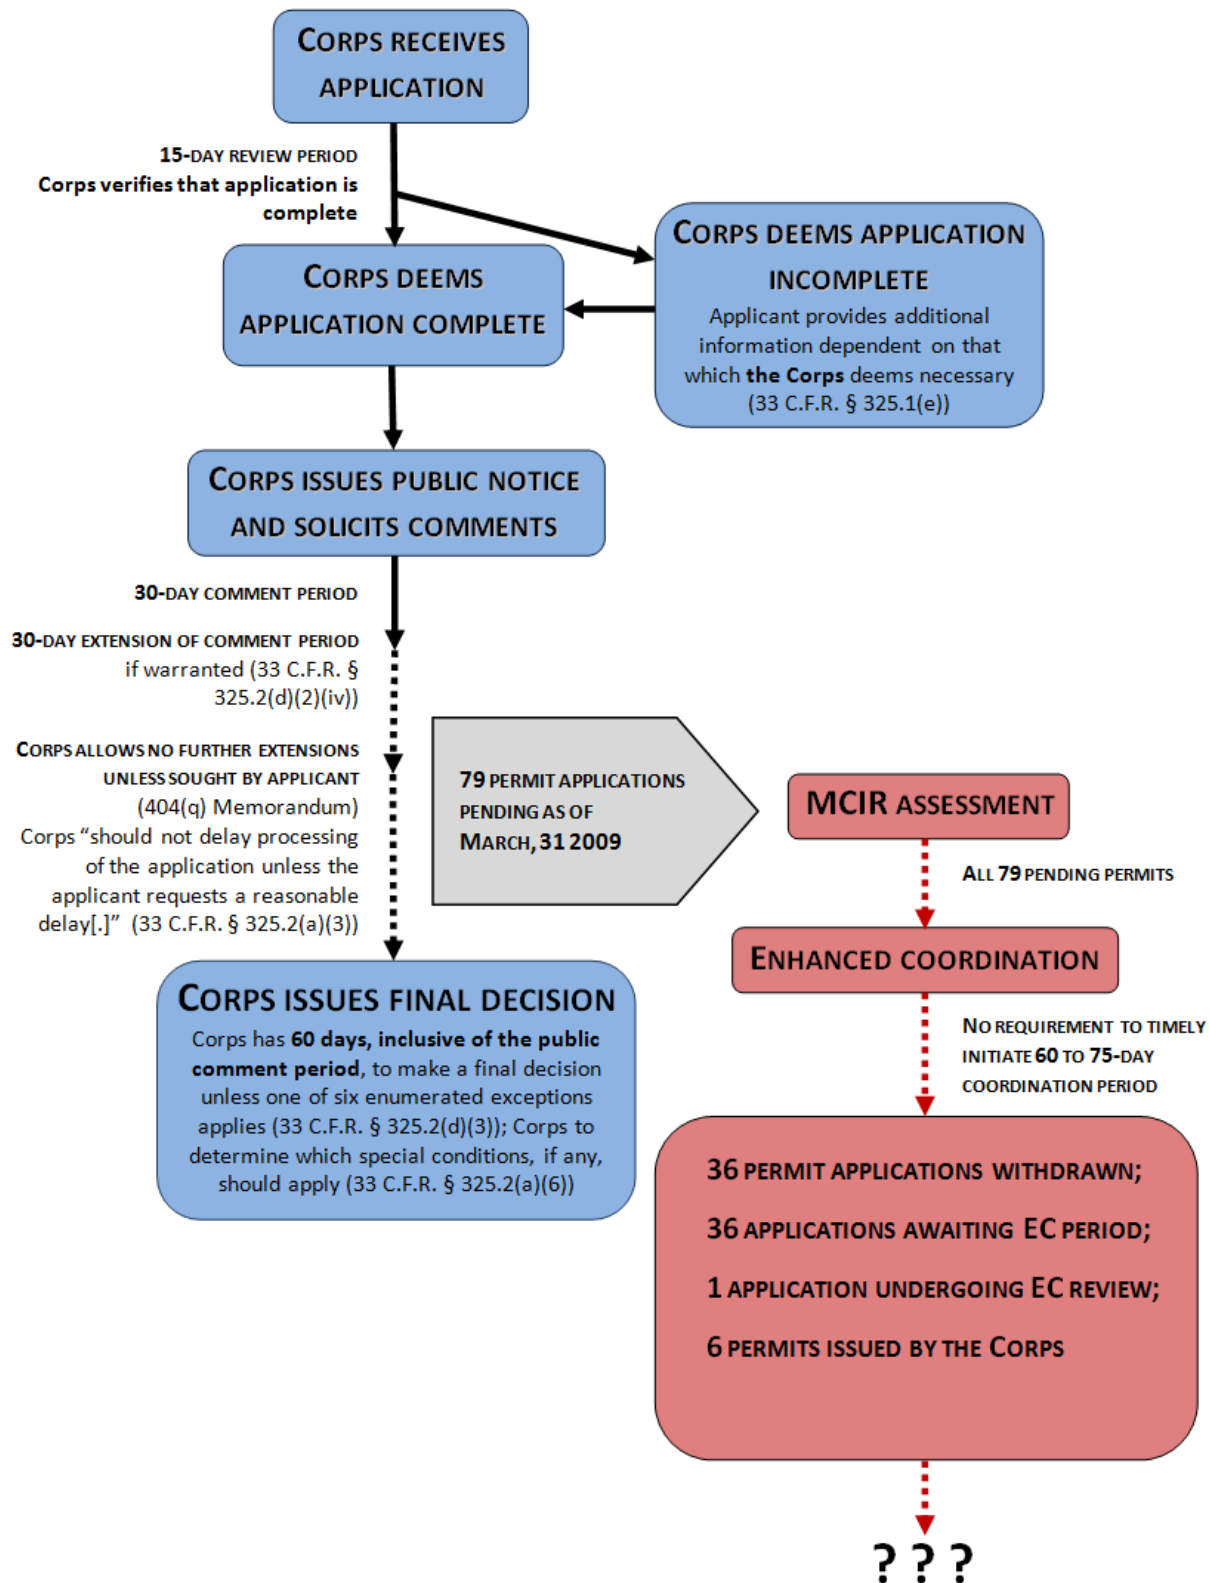 CORPS RECEIVES
APPLICATION
15-DAY REVIEW PERIOD
Corps verifies that application is
complete
CORPS DEEMS APPLICATION
INCOMPLETE
Applicant provides additional
information dependent on that
which the Corps deems necessary
(33 C.F.R. § 325.1(e))
CORPS DEEMS
APPLICATION COMPLETE
CORPS ISSUES PUBLIC NOTICE
AND SOLICITS COMMENTS
30-DAY COMMENT PERIOD
30-DAY EXTENSION OF COMMENT PERIOD
if warranted (33 C.F.R. §
325.2(d)(2)(iv))
CORPS ALLOWS NO FURTHER EXTENSIONS
UNLESS SOUGHT BY APPLICANT
(404(q) Memorandum)
Corps “should not delay processing
of the application unless the
applicant requests a reasonable
delay[.]” (33 C.F.R. § 325.2(a)(3))
CORPS ISSUES FINAL DECISION
Corps has 60 days, inclusive of the public
comment period, to make a final decision
unless one of six enumerated exceptions
applies (33 C.F.R. § 325.2(d)(3)); Corps to
determine which special conditions, if any,
should apply (33 C.F.R. § 325.2(a)(6))
79 PERMIT APPLICATIONS
PENDING AS OF
MARCH, 31 2009
MCIR ASSESSMENT
ALL 79 PENDING PERMITS
ENHANCED COORDINATION
NO REQUIREMENT TO TIMELY
INITIATE 60 TO 75-DAY
COORDINATION PERIOD
36 PERMIT APPLICATIONS WITHDRAWN;
36 APPLICATIONS AWAITING EC PERIOD;
1 APPLICATION UNDERGOING EC REVIEW;
6 PERMITS ISSUED BY THE CORPS
? ? ?